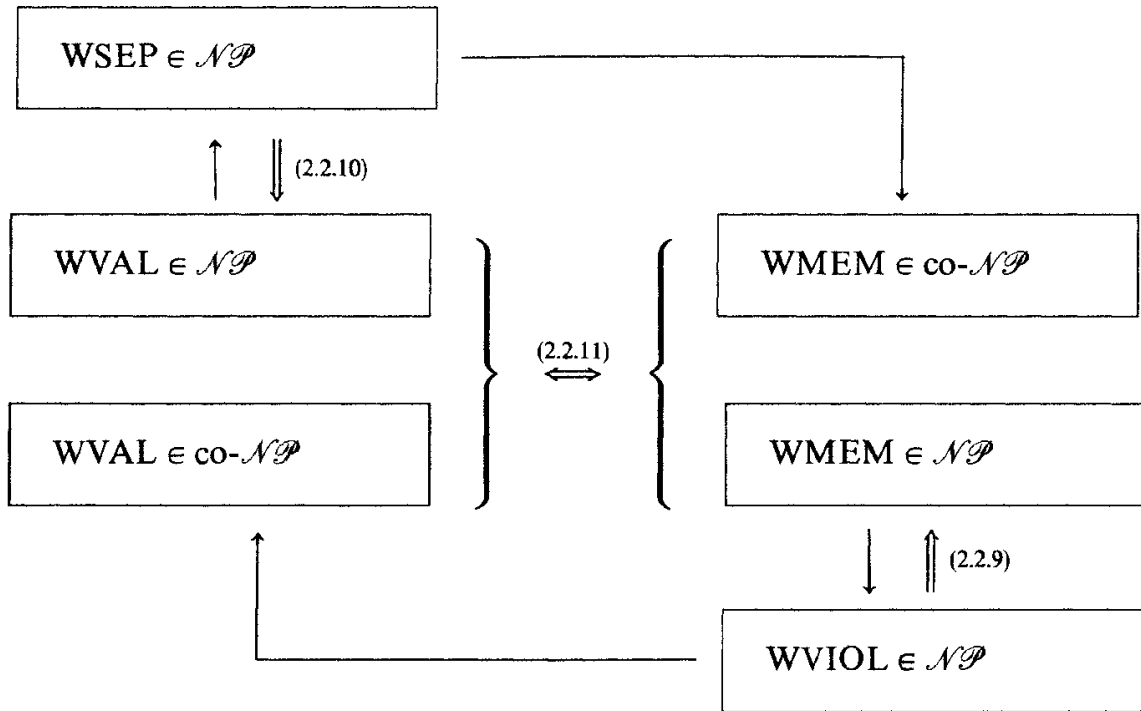 WSEP ∈ 𝒩𝒫
(2.2.10)
WVAL ∈ 𝒩𝒫
WMEM ∈ co-𝒩𝒫
(2.2.11)
WVAL ∈ co-𝒩𝒫
WMEM ∈ 𝒩𝒫
(2.2.9)
WVIOL ∈ 𝒩𝒫